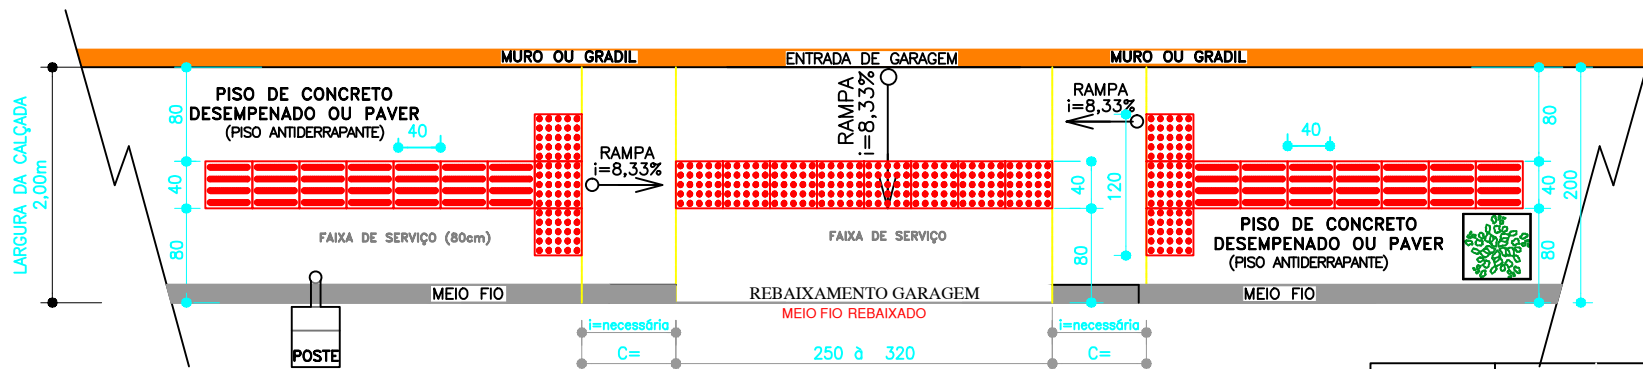 MURO OU GRADIL
ENTRADA DE GARAGEM
MURO OU GRADIL
LARGURA DA CALÇADA
2,00m
80
40
80
PISO DE CONCRETO
DESEMPENADO OU PAVER
(PISO ANTIDERRAPANTE)
40
RAMPA
i=8,33%
FAIXA DE SERVIÇO (80cm)
RAMPA
i=8,33%
FAIXA DE SERVIÇO
RAMPA
i=8,33%
40
80
120
40
PISO DE CONCRETO
DESEMPENADO OU PAVER
(PISO ANTIDERRAPANTE)
80
40
80
200
MEIO FIO
REBAIXAMENTO GARAGEM
MEIO FIO REBAIXADO
MEIO FIO
POSTE
i=necessária
C=
250 à 320
i=necessária
C=